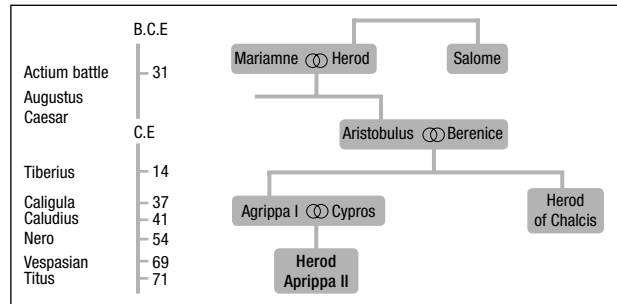 B.C.E
Mariamne Herod Salome
Actium battle 31
Augustus
Caesar
C.E
Aristobulus Berenice
Tiberius 14
Caligula 37
Caludius 41
Agrippa I Cypros
Herod
of Chalcis
Nero 54
Vespasian 69
Titus 71
Herod
Aprippa II